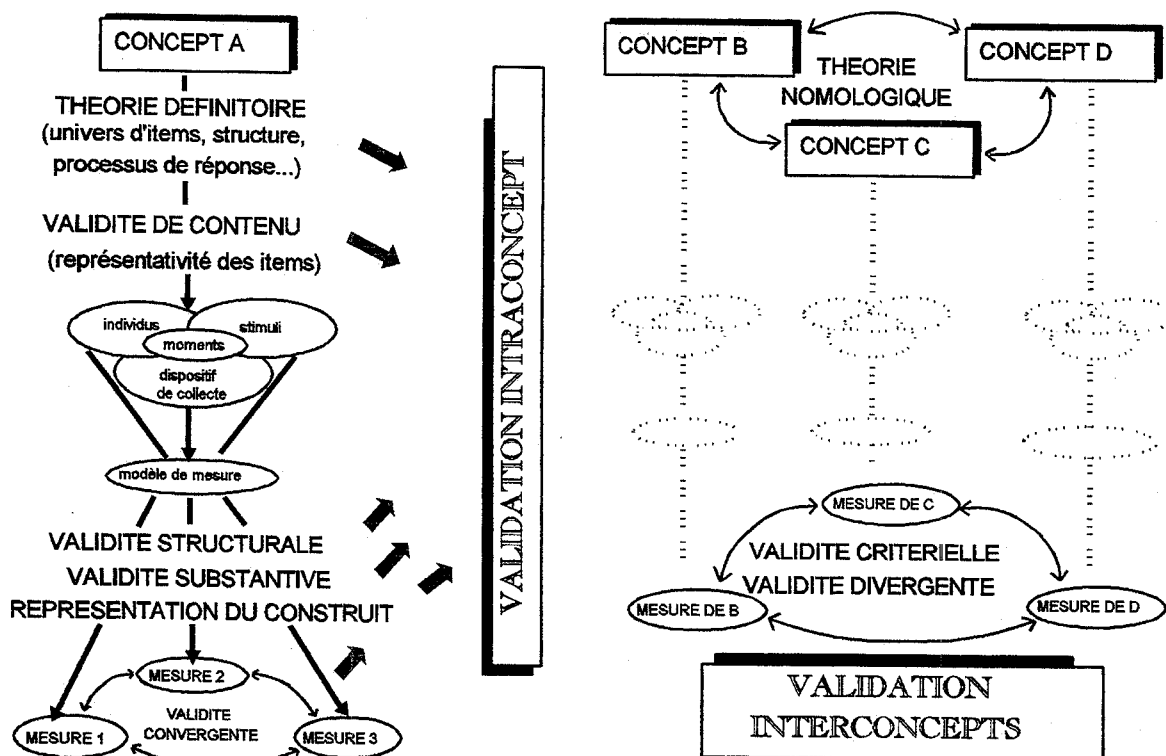 CONCEPT A
THEORIE DEFINITOIRE
(univers d'items, structure,
processus de réponse...)
VALIDITE DE CONTENU
(représentativité des items)
individus
stimuli
moments
dispositif
de collecte
modèle de mesure
VALIDITE STRUCTURALE
VALIDITE SUBSTANTIVE
REPRESENTATION DU CONSTRUIT
MESURE 2
VALIDITE
CONVERGENTE
MESURE 1
MESURE 3
VALIDATION INTRACONCEPT
CONCEPT B
CONCEPT D
THEORIE
NOMOLOGIQUE
CONCEPT C
MESURE DE C
VALIDITE CRITERIELLE
VALIDITE DIVERGENTE
MESURE DE B
MESURE DE D
VALIDATION
INTERCONCEPTS